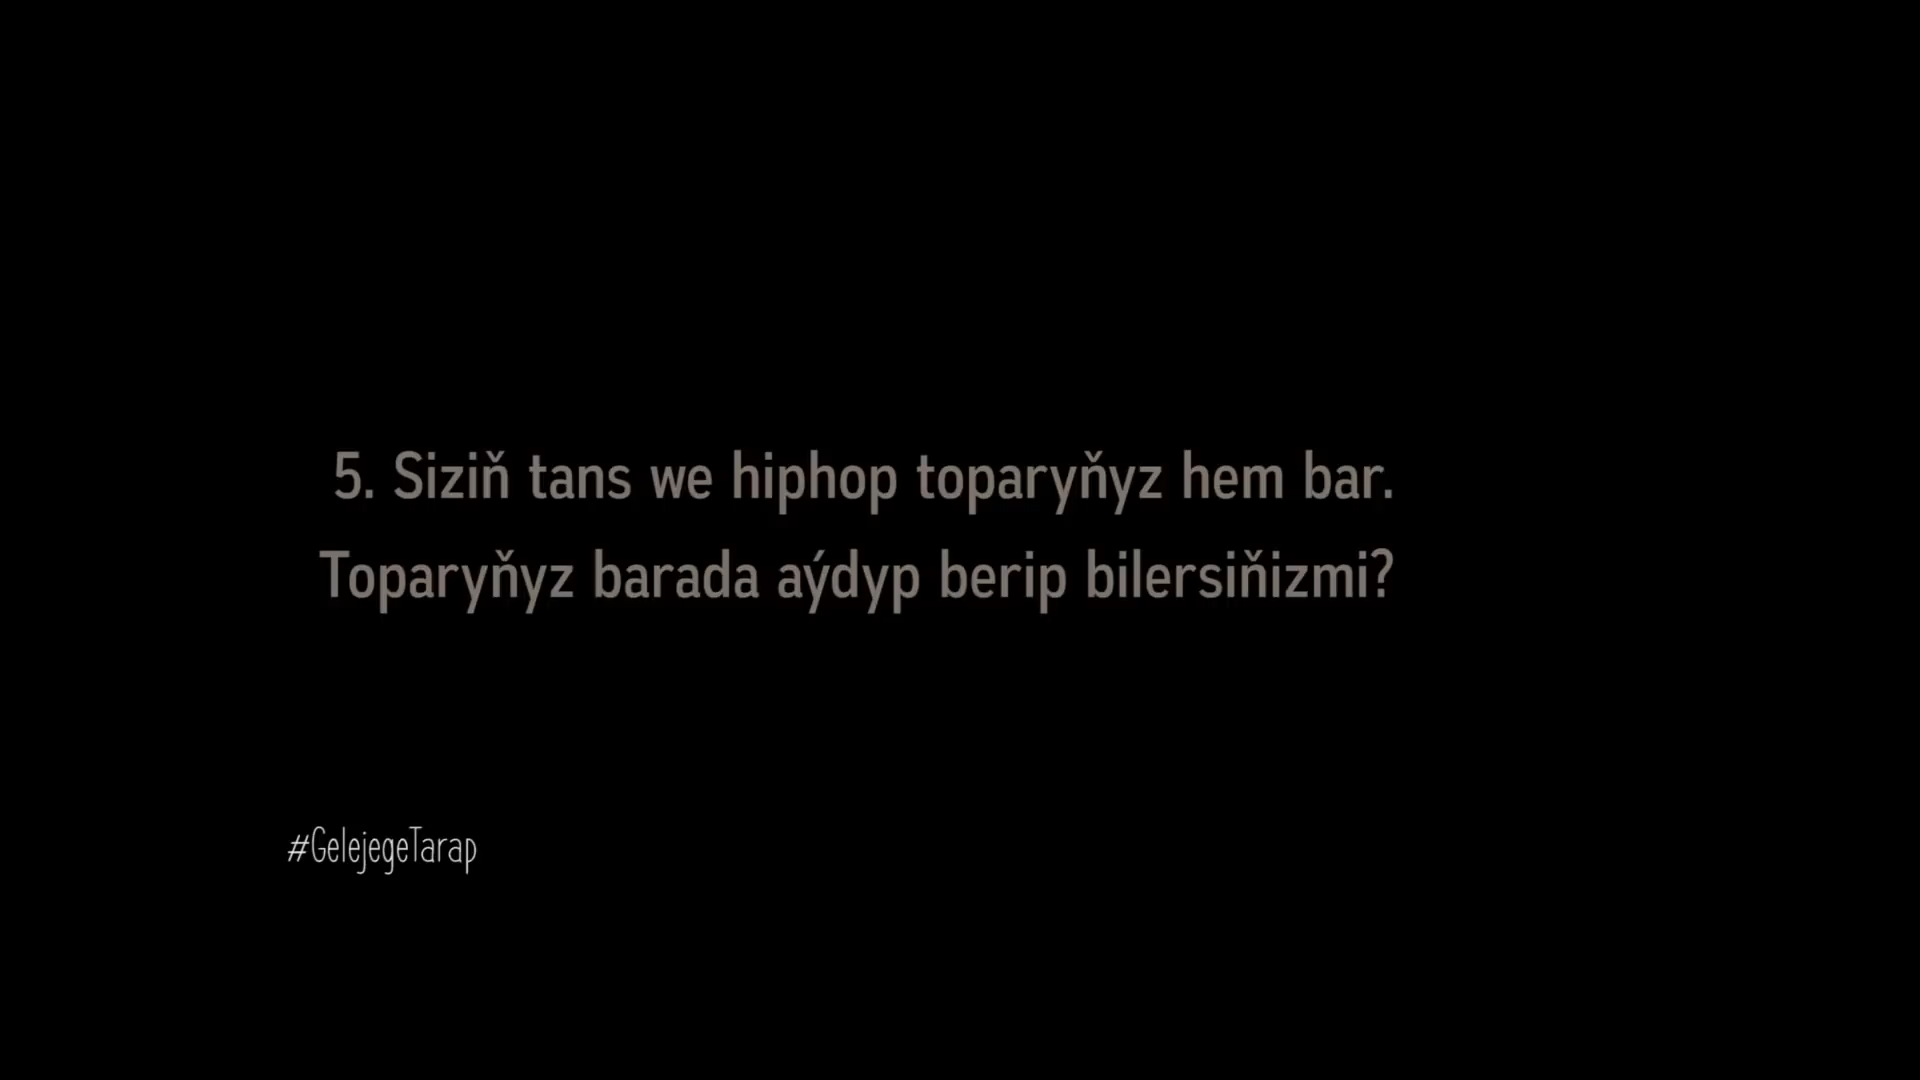 5. Siziň tans we hiphop toparyňyz hem bar.
Toparyňyz barada aýdyp berip bilersiňizmi?
#GelejegeTarap